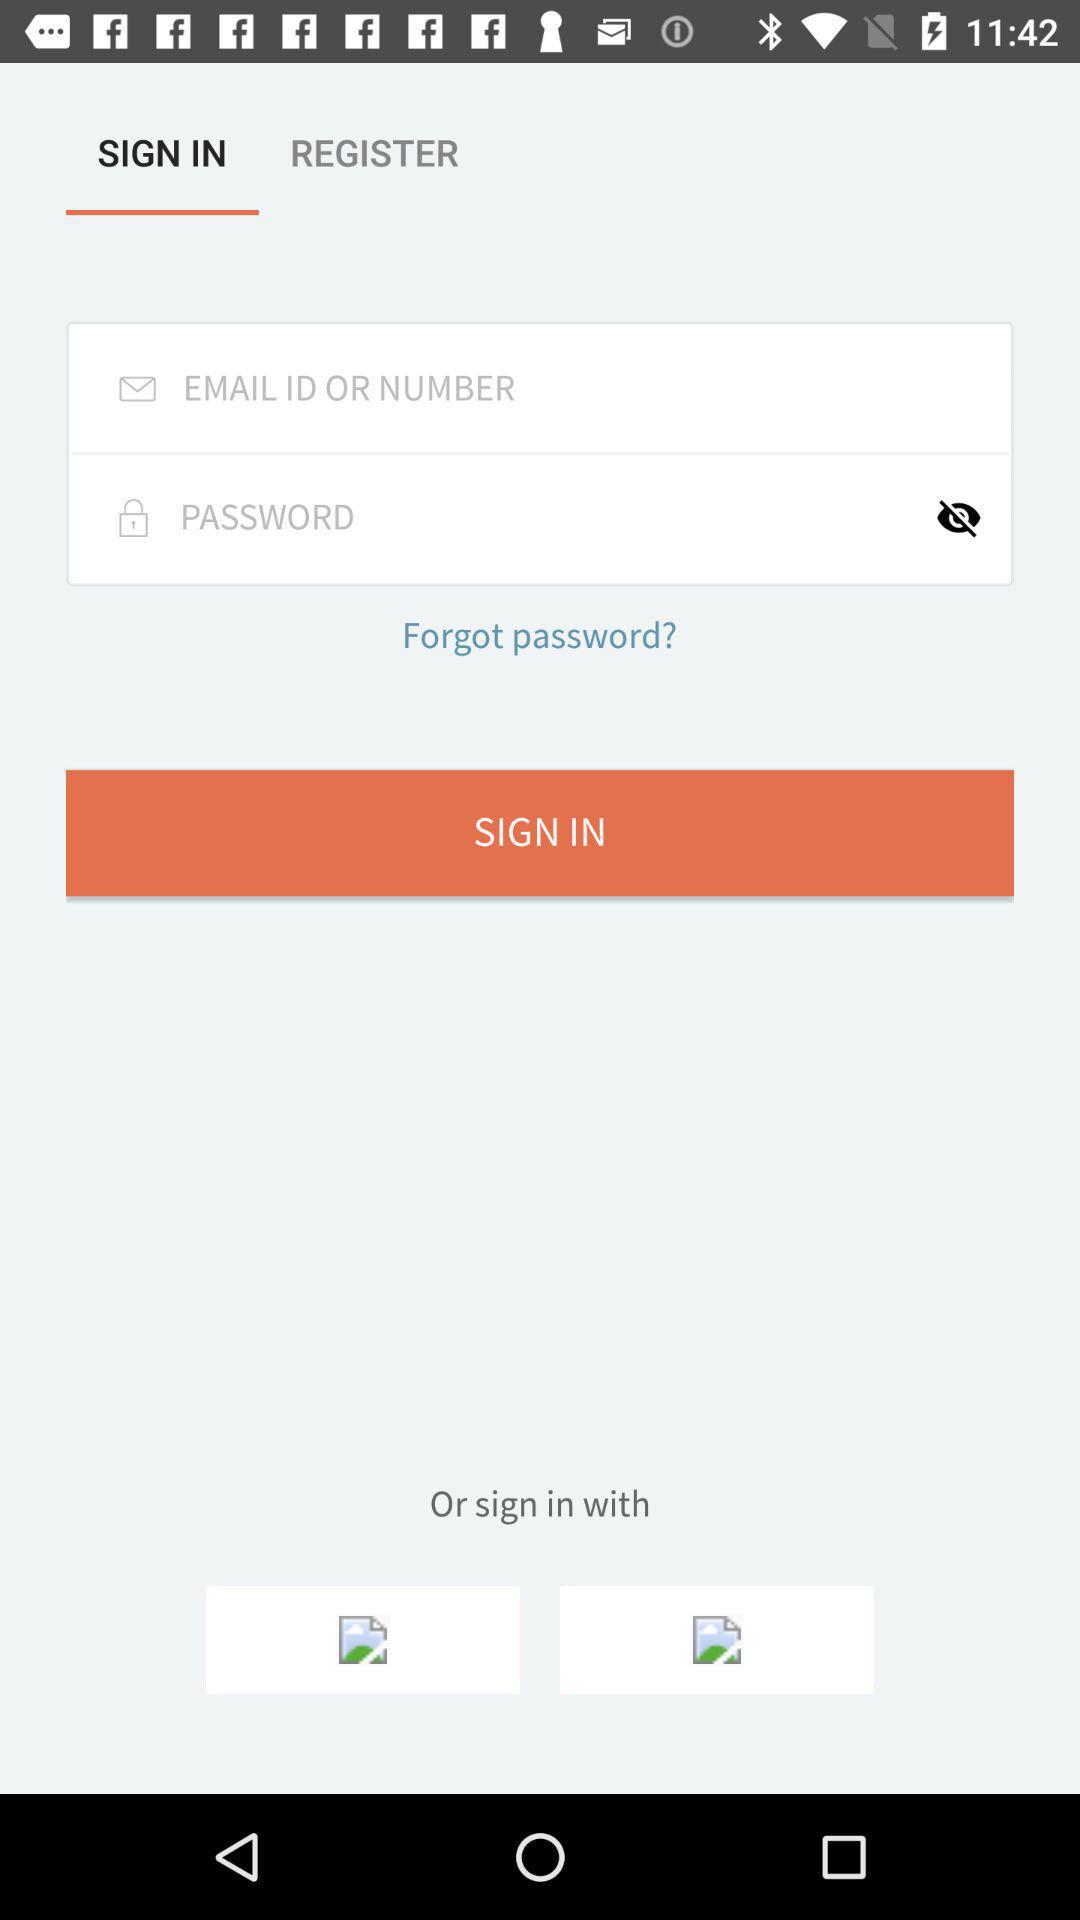 11:42
SIGN IN REGISTER
EMAIL ID OR NUMBER
PASSWORD
Forgot password?
SIGN IN
Or sign in with